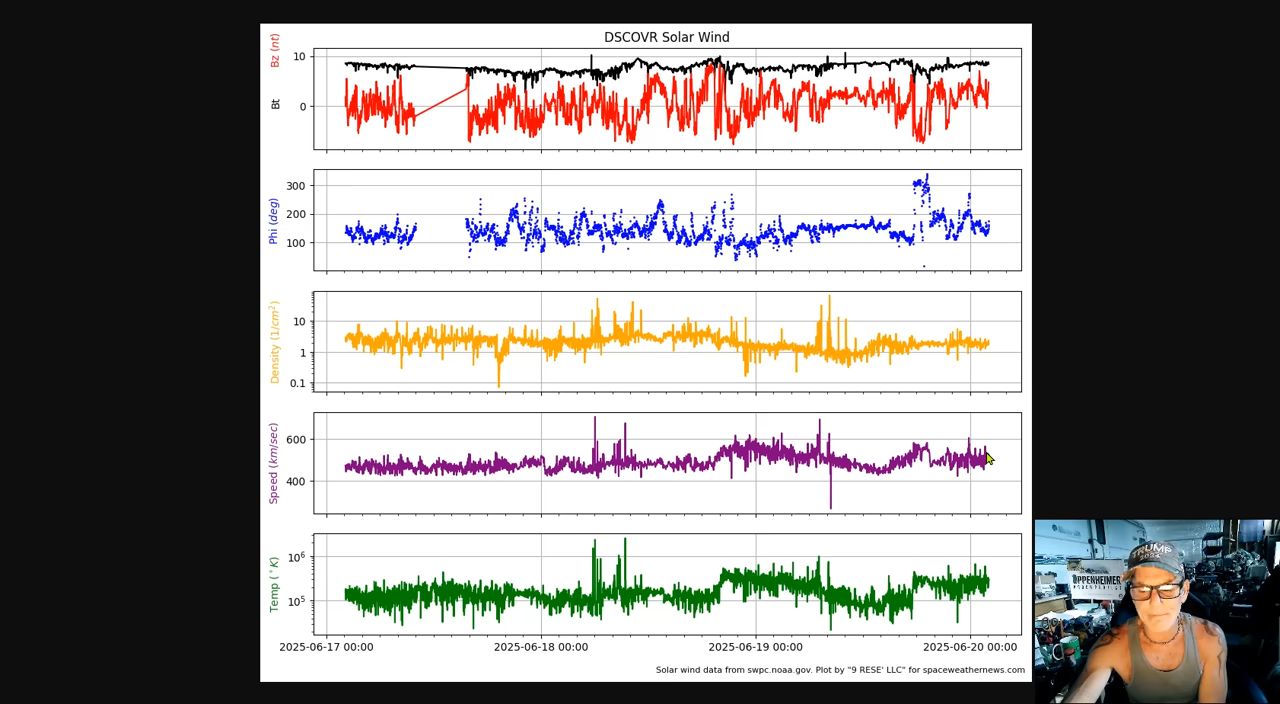 DSCOVR Solar Wind
Bz (nt)
Bt
10
0
Phi (deg)
300
200
100
Density (1/cm²)
10
1
0.1
Speed (km/sec)
600
400
Temp (°K)
10⁶
10⁵
2025-06-17 00:00 2025-06-18 00:00 2025-06-19 00:00 2025-06-20 00:00
Solar wind data from swpc.noaa.gov. Plot by "9 RESE' LLC" for spaceweathernews.com
TRUMP
OPPENHEIMER